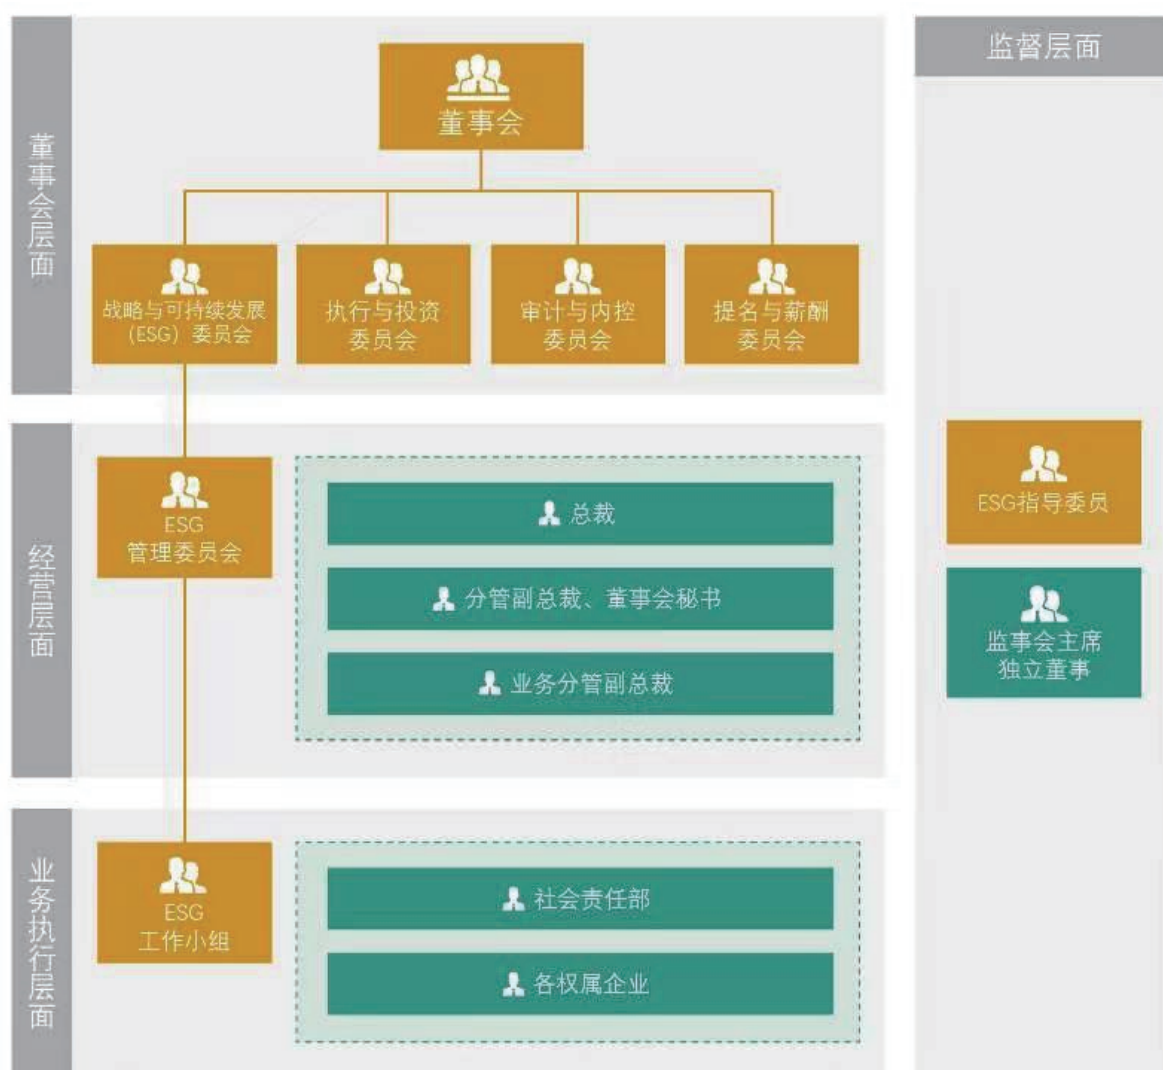 董事会层面
董事会
战略与可持续发展
（ESG）委员会
执行与投资
委员会
审计与内控
委员会
提名与薪酬
委员会
经营层面
ESG
管理委员会
总裁
分管副总裁、董事会秘书
业务分管副总裁
业务执行层面
ESG
工作小组
社会责任部
各权属企业
监督层面
ESG指导委员
监事会主席
独立董事